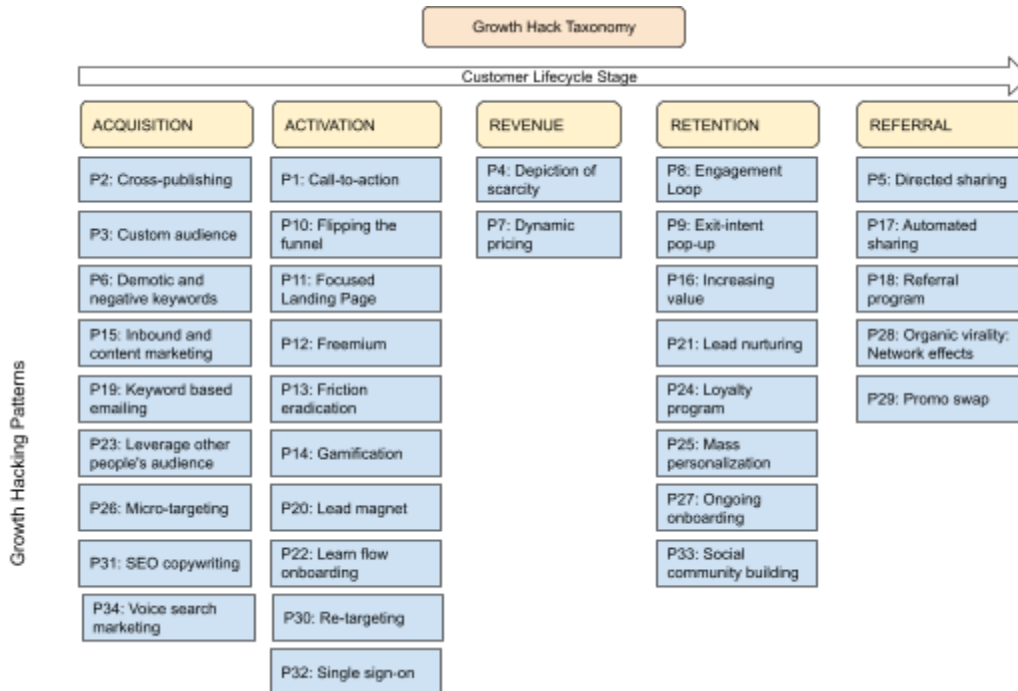 Growth Hack Taxonomy
Customer Lifecycle Stage
Growth Hacking Patterns
ACQUISITION
P2: Cross-publishing
P3: Custom audience
P6: Demotic and
negative keywords
P15: Inbound and
content marketing
P19: Keyword based
emailing
P23: Leverage other
people's audience
P26: Micro-targeting
P31: SEO copywriting
P34: Voice search
marketing
ACTIVATION
P1: Call-to-action
P10: Flipping the
funnel
P11: Focused
Landing Page
P12: Freemium
P13: Friction
eradication
P14: Gamification
P20: Lead magnet
P22: Learn flow
onboarding
P30: Re-targeting
P32: Single sign-on
REVENUE
P4: Depiction of
scarcity
P7: Dynamic
pricing
RETENTION
P8: Engagement
Loop
P9: Exit-intent
pop-up
P16: Increasing
value
P21: Lead nurturing
P24: Loyalty
program
P25: Mass
personalization
P27: Ongoing
onboarding
P33: Social
community building
REFERRAL
P5: Directed sharing
P17: Automated
sharing
P18: Referral
program
P28: Organic virality:
Network effects
P29: Promo swap